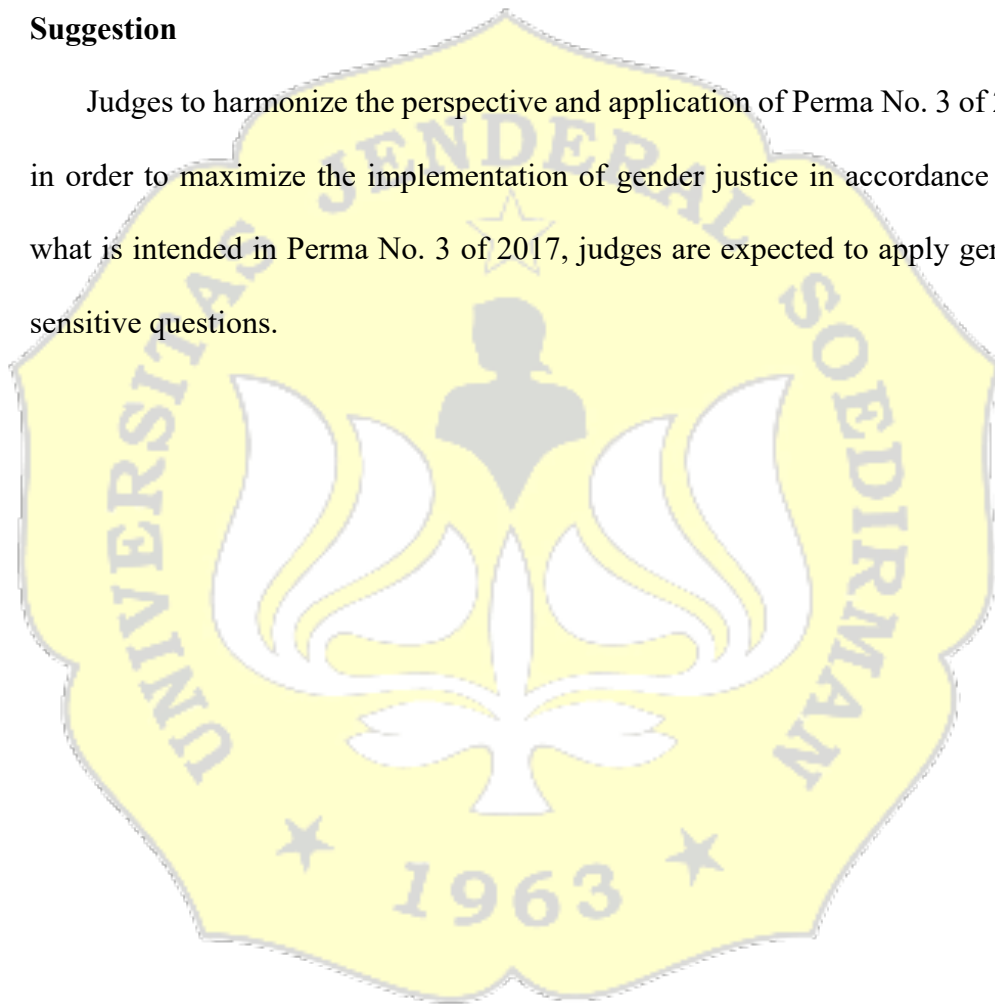 Suggestion
Judges to harmonize the perspective and application of Perma No. 3 of
in order to maximize the implementation of gender justice in accordance
what is intended in Perma No. 3 of 2017, judges are expected to apply
sensitive questions.
UNIVERSITAS JENDERAL SOEDIRMAN
1963